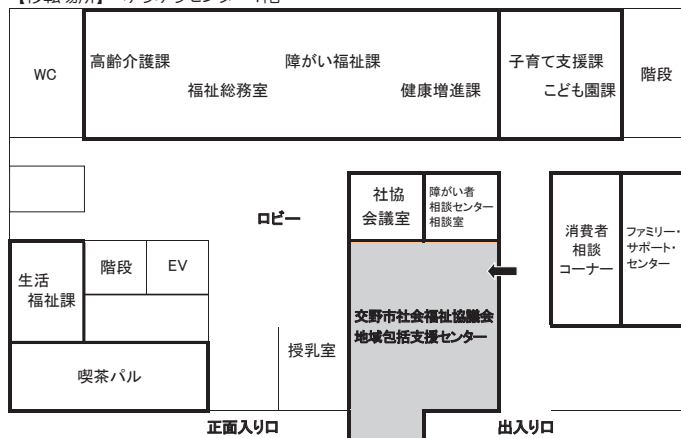 WC
高齢介護課
障がい福祉課
福祉総務室
健康増進課
子育て支援課
こども園課
階段
ロビー
社協
会議室
障がい者
相談センター
相談室
消費者
相談
コーナー
ファミリー・
サポート・
センター
生活
福祉課
階段
EV
交野市社会福祉協議会
地域包括支援センター
授乳室
喫茶パル
正面入り口
出入り口